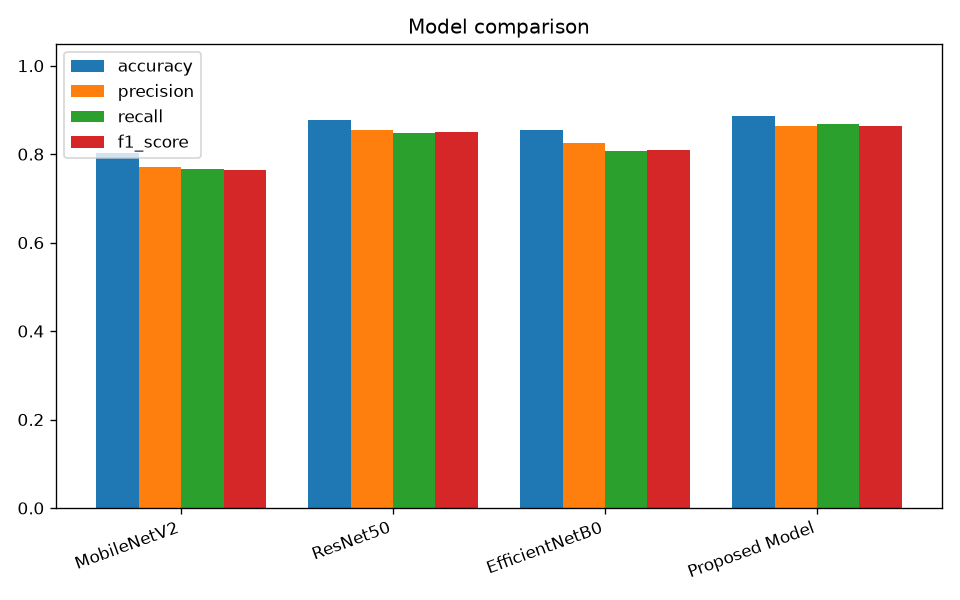 Model comparison
1.0
0.8
0.6
0.4
0.2
0.0
accuracy
precision
recall
f1_score
MobileNetV2
ResNet50
EfficientNetB0
Proposed Model